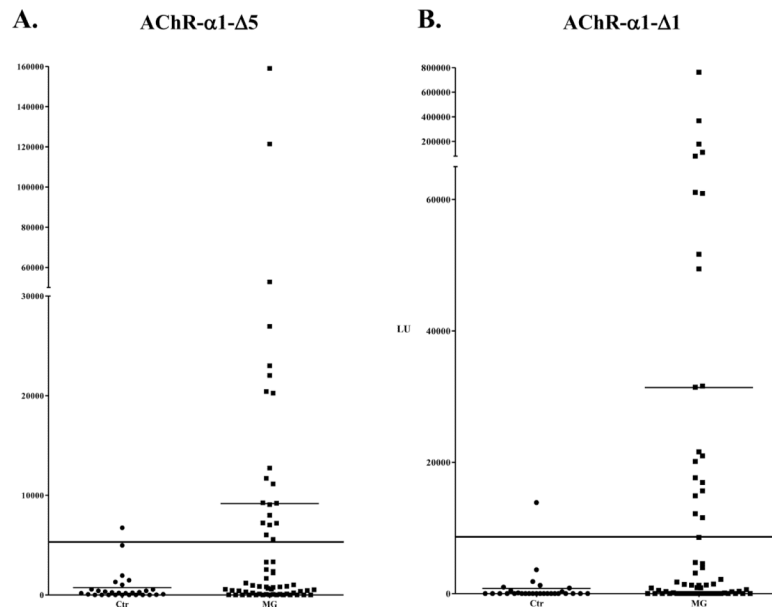 A.
AChR-α1-Δ5
160000
140000
120000
100000
80000
60000
30000
20000
10000
0
Ctr
MG
B.
AChR-α1-Δ1
LU
800000
600000
400000
200000
60000
40000
20000
0
Ctr
MG